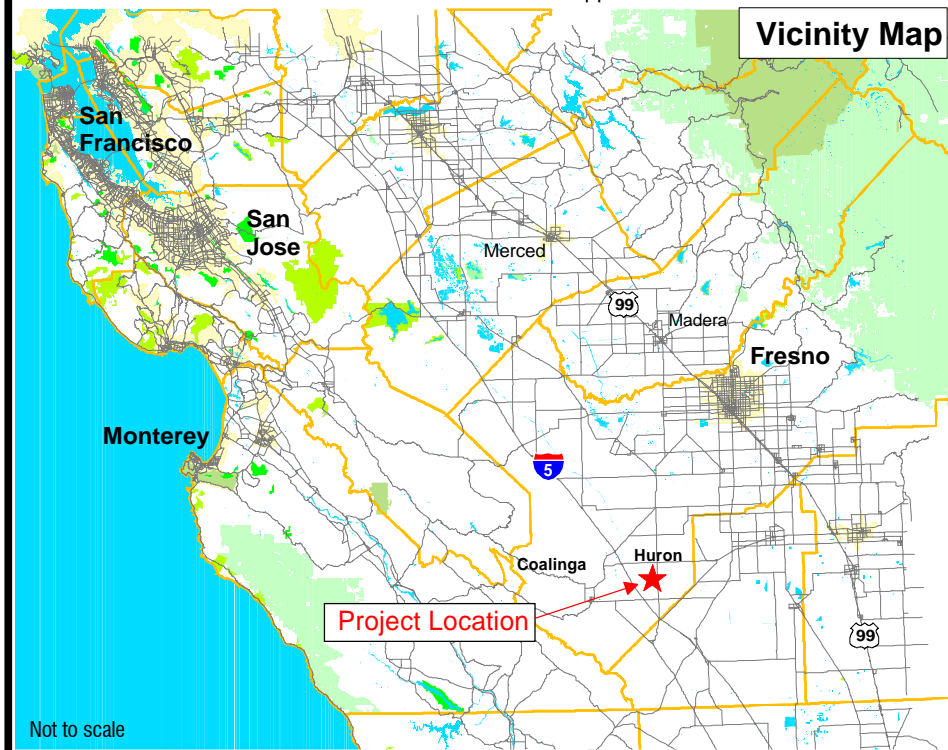 Vicinity Map
San
Francisco
San
Jose
Merced
99
Madera
Fresno
Monterey
5
Coalinga
Huron
Project Location
99
Not to scale